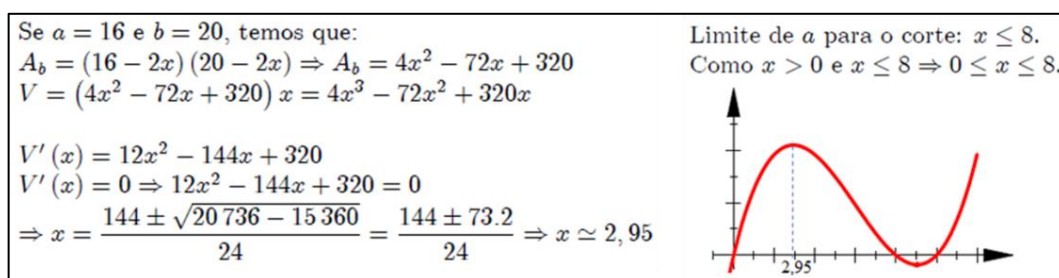 Se a = 16 e b = 20, temos que:
A_b = (16 − 2x) (20 − 2x) ⇒ A_b = 4x² − 72x + 320
V = (4x² − 72x + 320) x = 4x³ − 72x² + 320x
V′ (x) = 12x² − 144x + 320
V′ (x) = 0 ⇒ 12x² − 144x + 320 = 0
⇒ x = (144 ± √(20 736 − 15 360))/24 = (144 ± 73.2)/24 ⇒ x ≃ 2,95
Limite de a para o corte: x ≤ 8.
Como x > 0 e x ≤ 8 ⇒ 0 ≤ x ≤ 8.
2,95